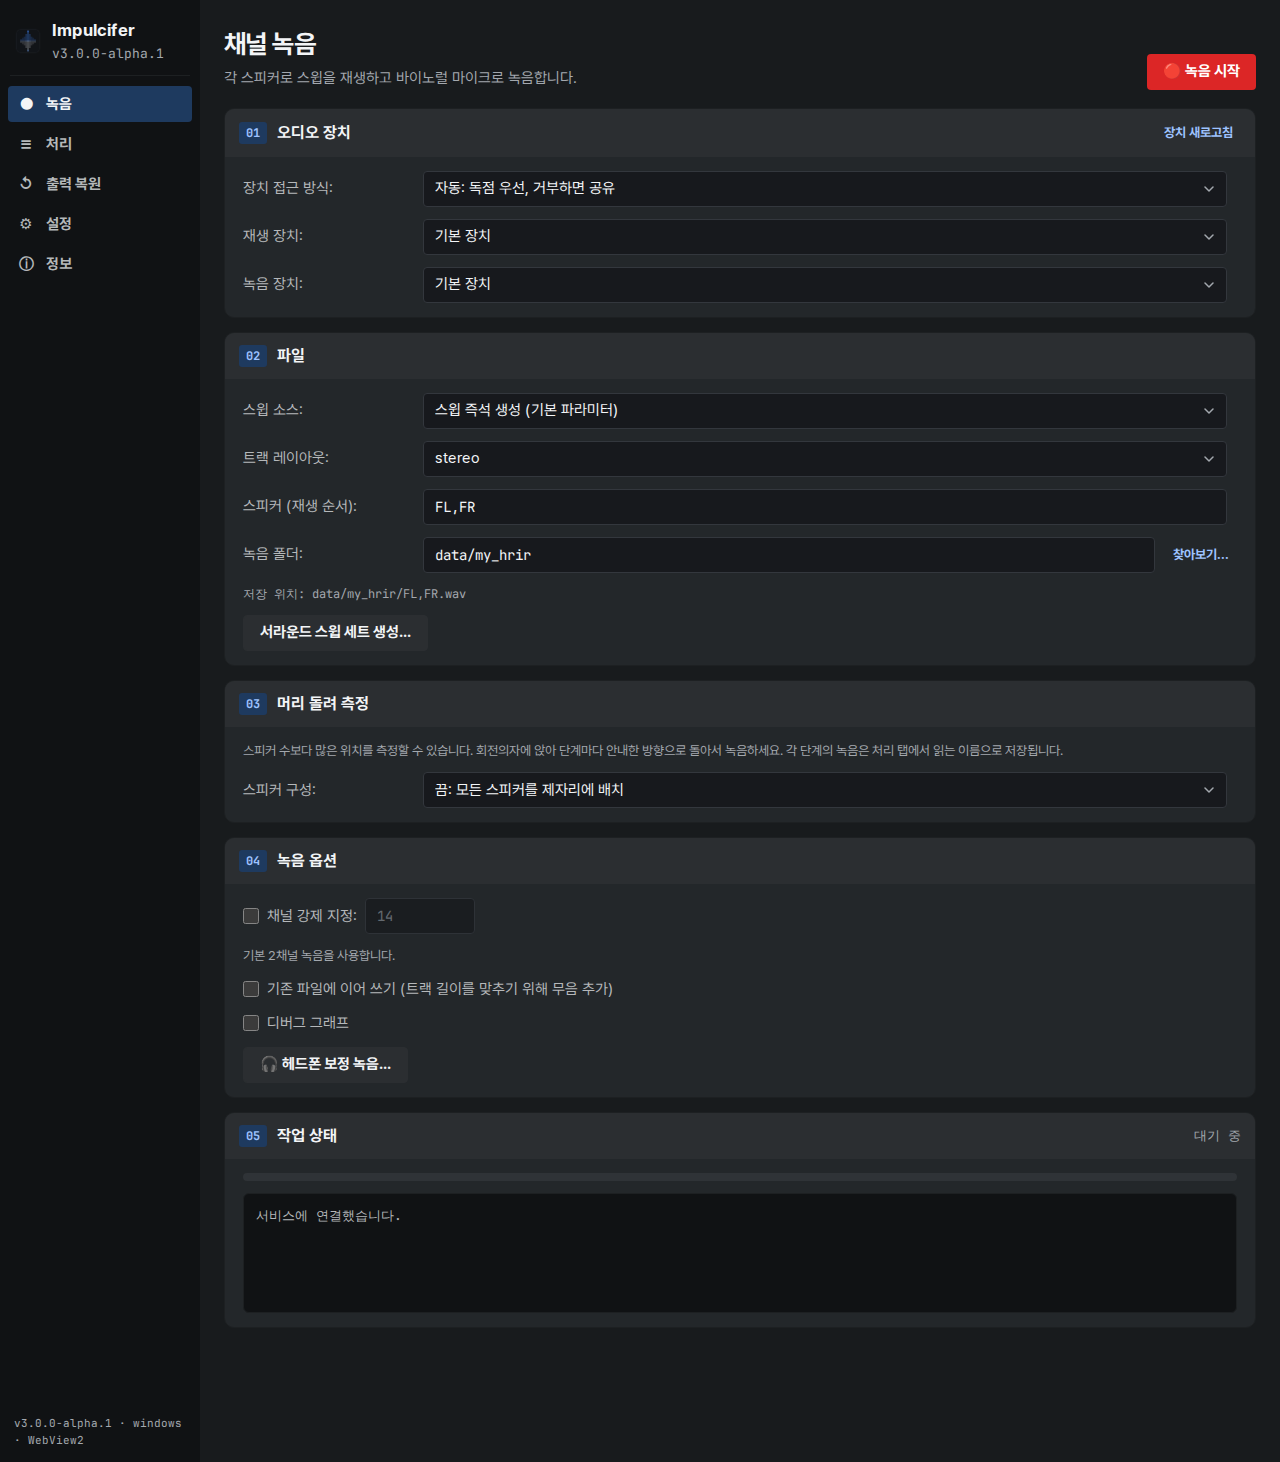 Impulcifer
v3.0.0-alpha.1
녹음
처리
출력 복원
설정
정보
채널 녹음
각 스피커로 스윕을 재생하고 바이노럴 마이크로 녹음합니다.
녹음 시작
01 오디오 장치
장치 새로고침
장치 접근 방식: 자동: 독점 우선, 거부하면 공유
재생 장치: 기본 장치
녹음 장치: 기본 장치
02 파일
스윕 소스: 스윕 즉석 생성 (기본 파라미터)
트랙 레이아웃: stereo
스피커 (재생 순서): FL,FR
녹음 폴더: data/my_hrir 찾아보기...
저장 위치: data/my_hrir/FL,FR.wav
서라운드 스윕 세트 생성...
03 머리 돌려 측정
스피커 수보다 많은 위치를 측정할 수 있습니다. 회전의자에 앉아 단계마다 안내한 방향으로 돌아서 녹음하세요. 각 단계의 녹음은 처리 탭에서 읽는 이름으로 저장됩니다.
스피커 구성: 끔: 모든 스피커를 제자리에 배치
04 녹음 옵션
채널 강제 지정: 14
기본 2채널 녹음을 사용합니다.
기존 파일에 이어 쓰기 (트랙 길이를 맞추기 위해 무음 추가)
디버그 그래프
🎧 헤드폰 보정 녹음...
05 작업 상태
대기 중
서비스에 연결했습니다.
v3.0.0-alpha.1 · windows
· WebView2